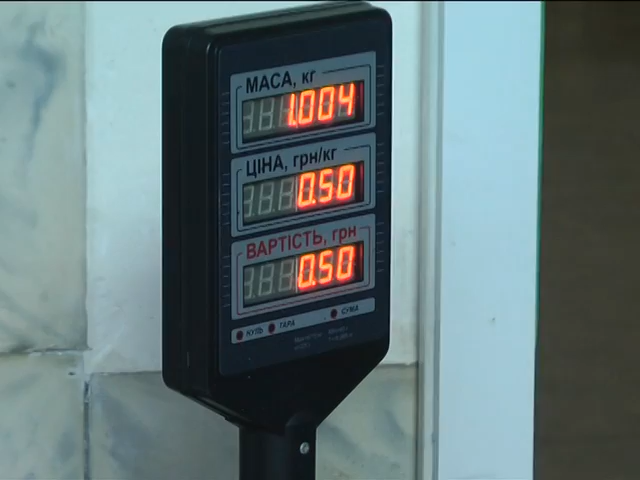 МАСА, кг
1.004
ЦІНА, грн/кг
0.50
ВАРТІСТЬ, грн
0.50
НУЛЬ ТАРА СУМА